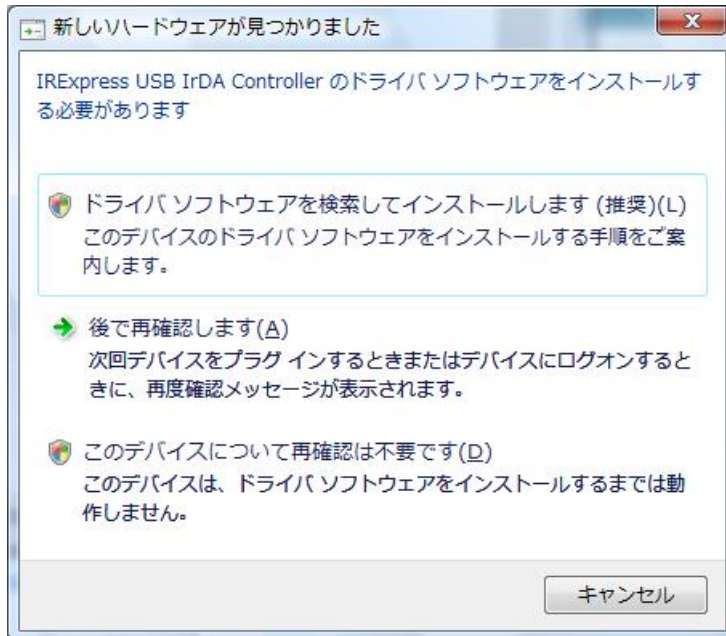 新しいハードウェアが見つかりました
IRExpress USB IrDA Controller のドライバ ソフトウェアをインストールす
る必要があります
ドライバ ソフトウェアを検索してインストールします (推奨)(L)
このデバイスのドライバ ソフトウェアをインストールする手順をご案
内します。
後で再確認します(A)
次回デバイスをプラグ インするときまたはデバイスにログオンすると
きに、再度確認メッセージが表示されます。
このデバイスについて再確認は不要です(D)
このデバイスは、ドライバ ソフトウェアをインストールするまでは動
作しません。
キャンセル